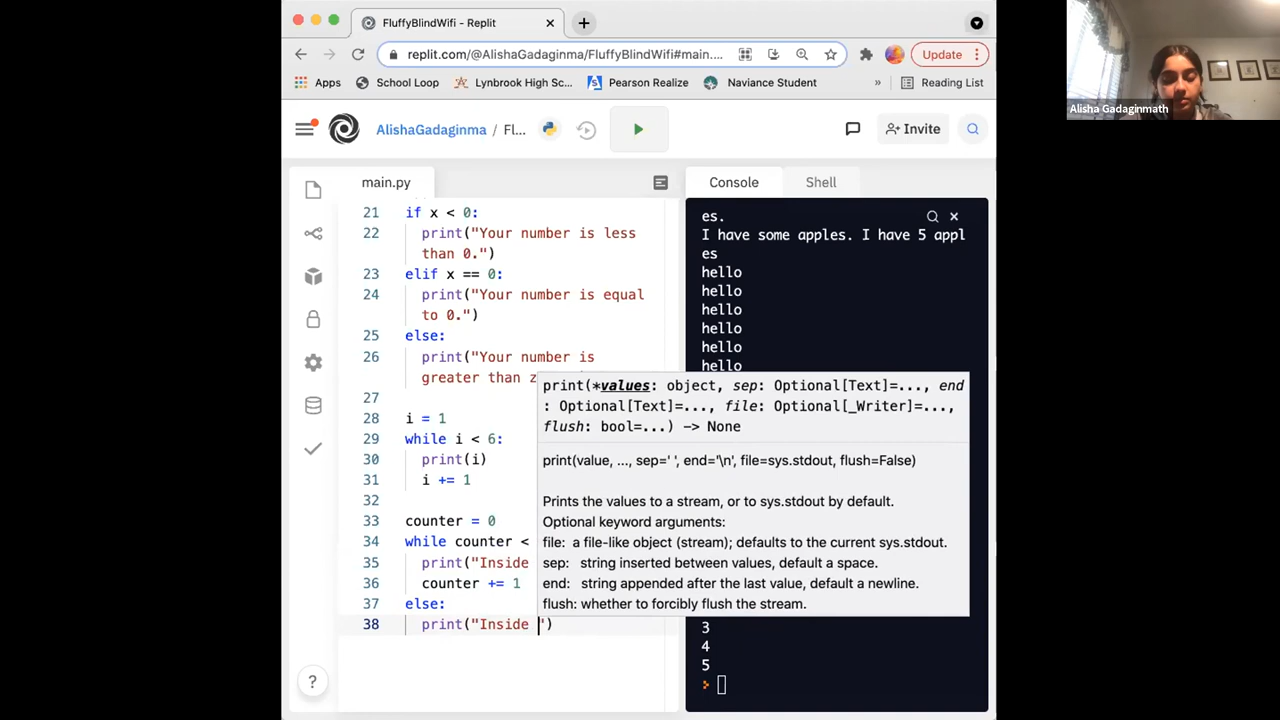 FluffyBlindWifi - Replit
replit.com/@AlishaGadaginma/FluffyBlindWifi#main....
Update
Apps
School Loop
Lynbrook High Sc...
Pearson Realize
Naviance Student
»
Reading List
AlishaGadaginma / Fl...
Invite
main.py
21 if x < 0:
22 print("Your number is less
than 0.")
23 elif x == 0:
24 print("Your number is equal
to 0.")
25 else:
26 print("Your number is
greater than z
27
28 i = 1
29 while i < 6:
30 print(i)
31 i += 1
32
33 counter = 0
34 while counter <
35 print("Inside
36 counter += 1
37 else:
38 print("Inside ")
print(*values: object, sep: Optional[Text]=..., end
: Optional[Text]=..., file: Optional[_Writer]=...,
flush: bool=...) -> None
print(value, ..., sep=' ', end='\n', file=sys.stdout, flush=False)
Prints the values to a stream, or to sys.stdout by default.
Optional keyword arguments:
file: a file-like object (stream); defaults to the current sys.stdout.
sep: string inserted between values, default a space.
end: string appended after the last value, default a newline.
flush: whether to forcibly flush the stream.
Console
Shell
es.
I have some apples. I have 5 appl
es
hello
hello
hello
hello
hello
hello
3
4
5
Alisha Gadaginmath